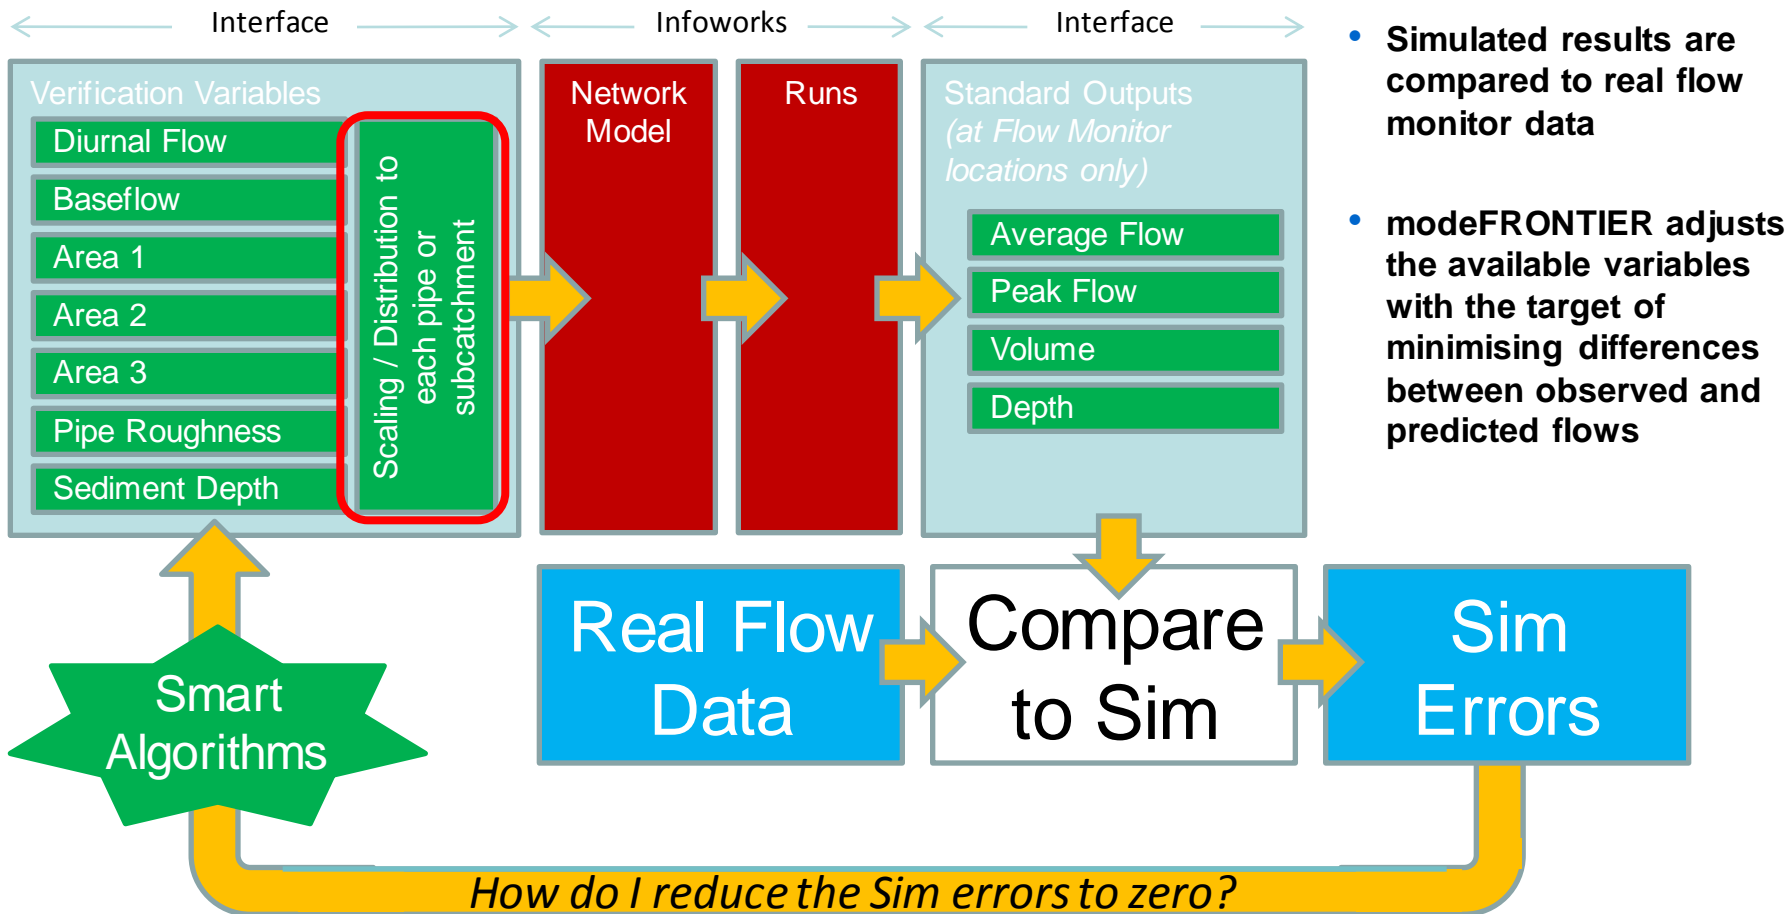 Interface
Infoworks
Interface
Verification Variables
Diurnal Flow
Baseflow
Area 1
Area 2
Area 3
Pipe Roughness
Sediment Depth
Scaling / Distribution to
each pipe or
subcatchment
Network
Model
Runs
Standard Outputs
(at Flow Monitor
locations only)
Average Flow
Peak Flow
Volume
Depth
• Simulated results are
compared to real flow
monitor data
• modeFRONTIER adjusts
the available variables
with the target of
minimising differences
between observed and
predicted flows
Real Flow
Data
Compare
to Sim
Sim
Errors
Smart
Algorithms
How do I reduce the Sim errors to zero?